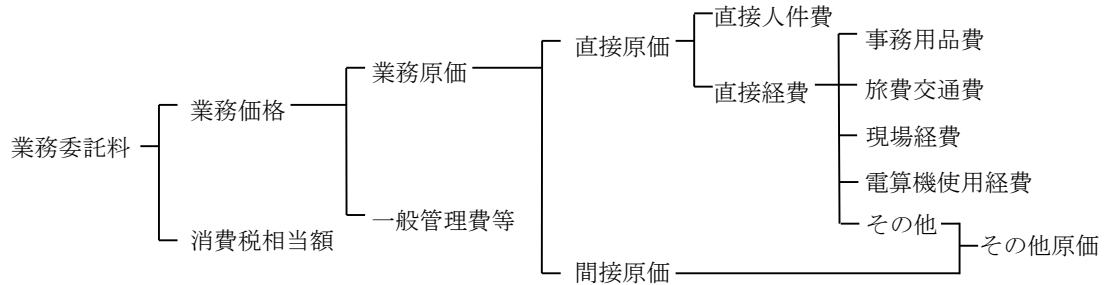 業務委託料
業務価格
消費税相当額
業務原価
一般管理費等
直接原価
間接原価
直接人件費
直接経費
事務用品費
旅費交通費
現場経費
電算機使用経費
その他
その他原価